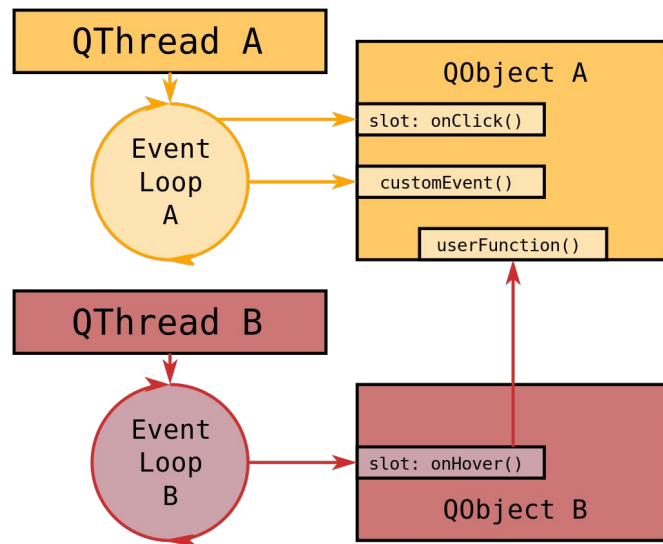 QThread A
QObject A
slot: onClick()
Event
Loop
A
customEvent()
userFunction()
QThread B
Event
Loop
B
slot: onHover()
QObject B